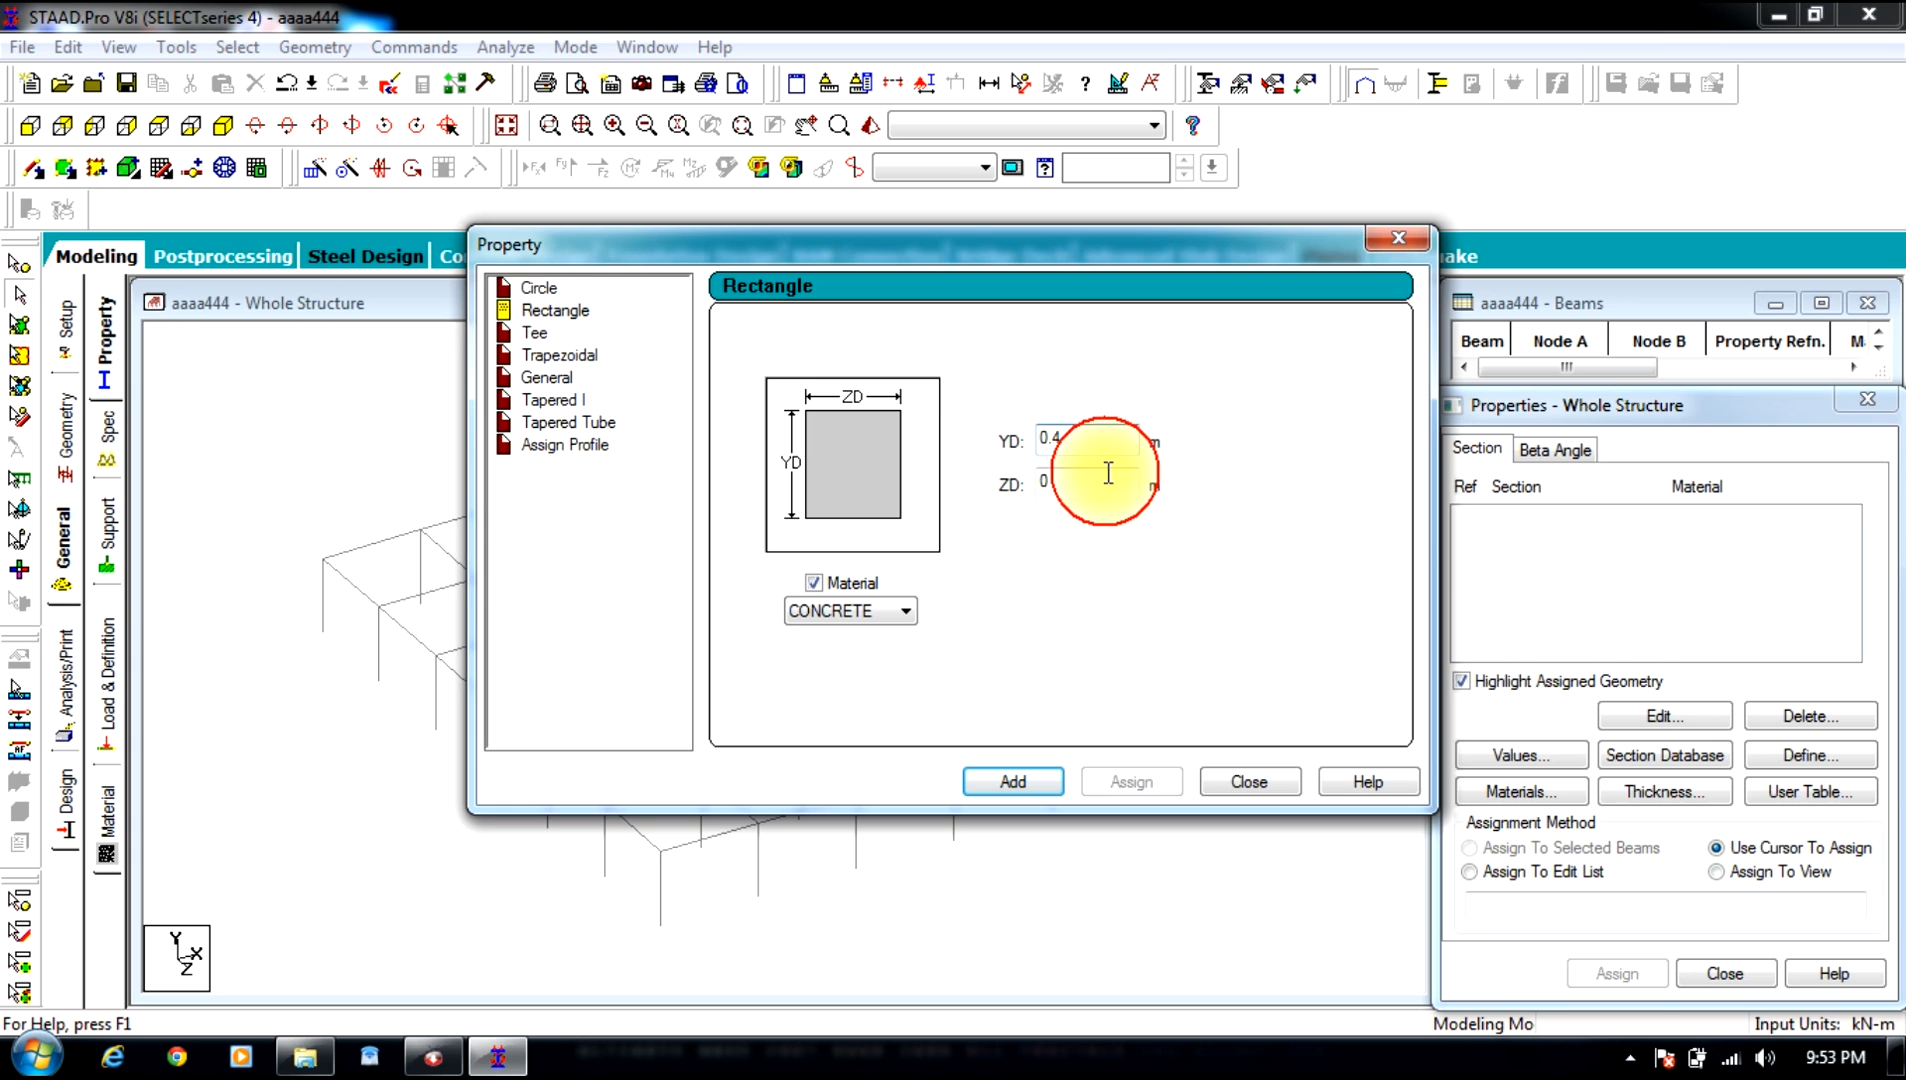 STAAD.Pro V8i (SELECTseries 4) - aaaa444
File Edit View Tools Select Geometry Commands Analyze Mode Window Help
Modeling Postprocessing Steel Design Co
ake
Setup
Geometry
General
Analysis/Print
Design
Property
Spec
Support
Load & Definition
Material
aaaa444 - Whole Structure
Y
X
Z
Property
Circle
Rectangle
Tee
Trapezoidal
General
Tapered I
Tapered Tube
Assign Profile
Rectangle
ZD
YD
YD: 0.4 m
ZD: 0 m
Material
CONCRETE
Add Assign Close Help
aaaa444 - Beams
Beam Node A Node B Property Refn. M
Properties - Whole Structure
Section Beta Angle
Ref Section Material
Highlight Assigned Geometry
Edit... Delete...
Values... Section Database Define...
Materials... Thickness... User Table...
Assignment Method
Assign To Selected Beams Use Cursor To Assign
Assign To Edit List Assign To View
Assign Close Help
For Help, press F1
Modeling Mo
Input Units: kN-m
9:53 PM